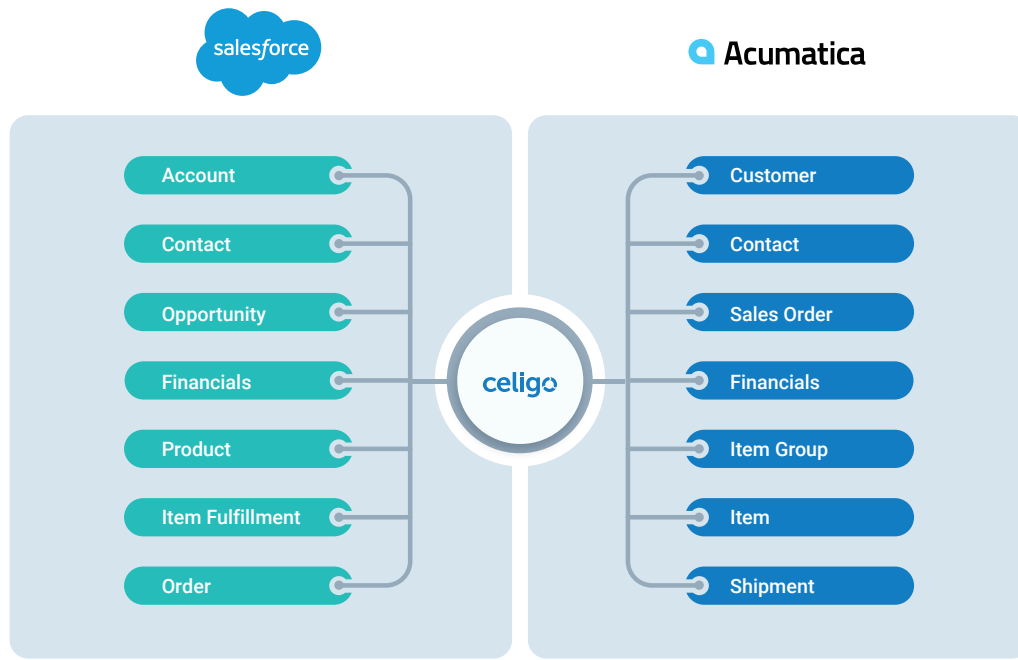 salesforce
Acumatica
Account
Contact
Opportunity
Financials
Product
Item Fulfillment
Order
celigo
Customer
Contact
Sales Order
Financials
Item Group
Item
Shipment